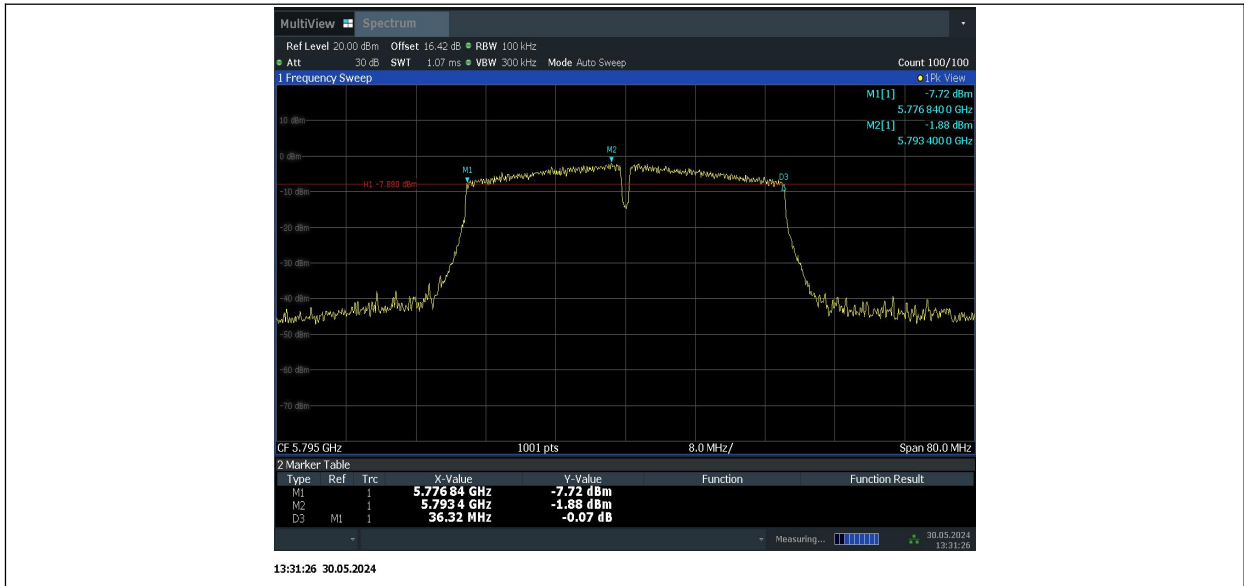 MultiView Spectrum
Ref Level 20.00 dBm Offset 16.42 dB RBW 100 kHz
Att 30 dB SWT 1.07 ms VBW 300 kHz Mode Auto Sweep Count 100/100
1 Frequency Sweep 1Pk View
M1[1] -7.72 dBm
5.776 840 0 GHz
M2[1] -1.88 dBm
5.793 400 0 GHz
10 dBm
0 dBm
M2
M1
D3
H1 -7.880 dBm
-10 dBm
-20 dBm
-30 dBm
-40 dBm
-50 dBm
-60 dBm
-70 dBm
CF 5.795 GHz 1001 pts 8.0 MHz/ Span 80.0 MHz
2 Marker Table
Type Ref Trc X-Value Y-Value Function Function Result
M1 1 5.776 84 GHz -7.72 dBm
M2 1 5.793 4 GHz -1.88 dBm
D3 M1 1 36.32 MHz -0.07 dB
Measuring... 30.05.2024
13:31:26
13:31:26 30.05.2024